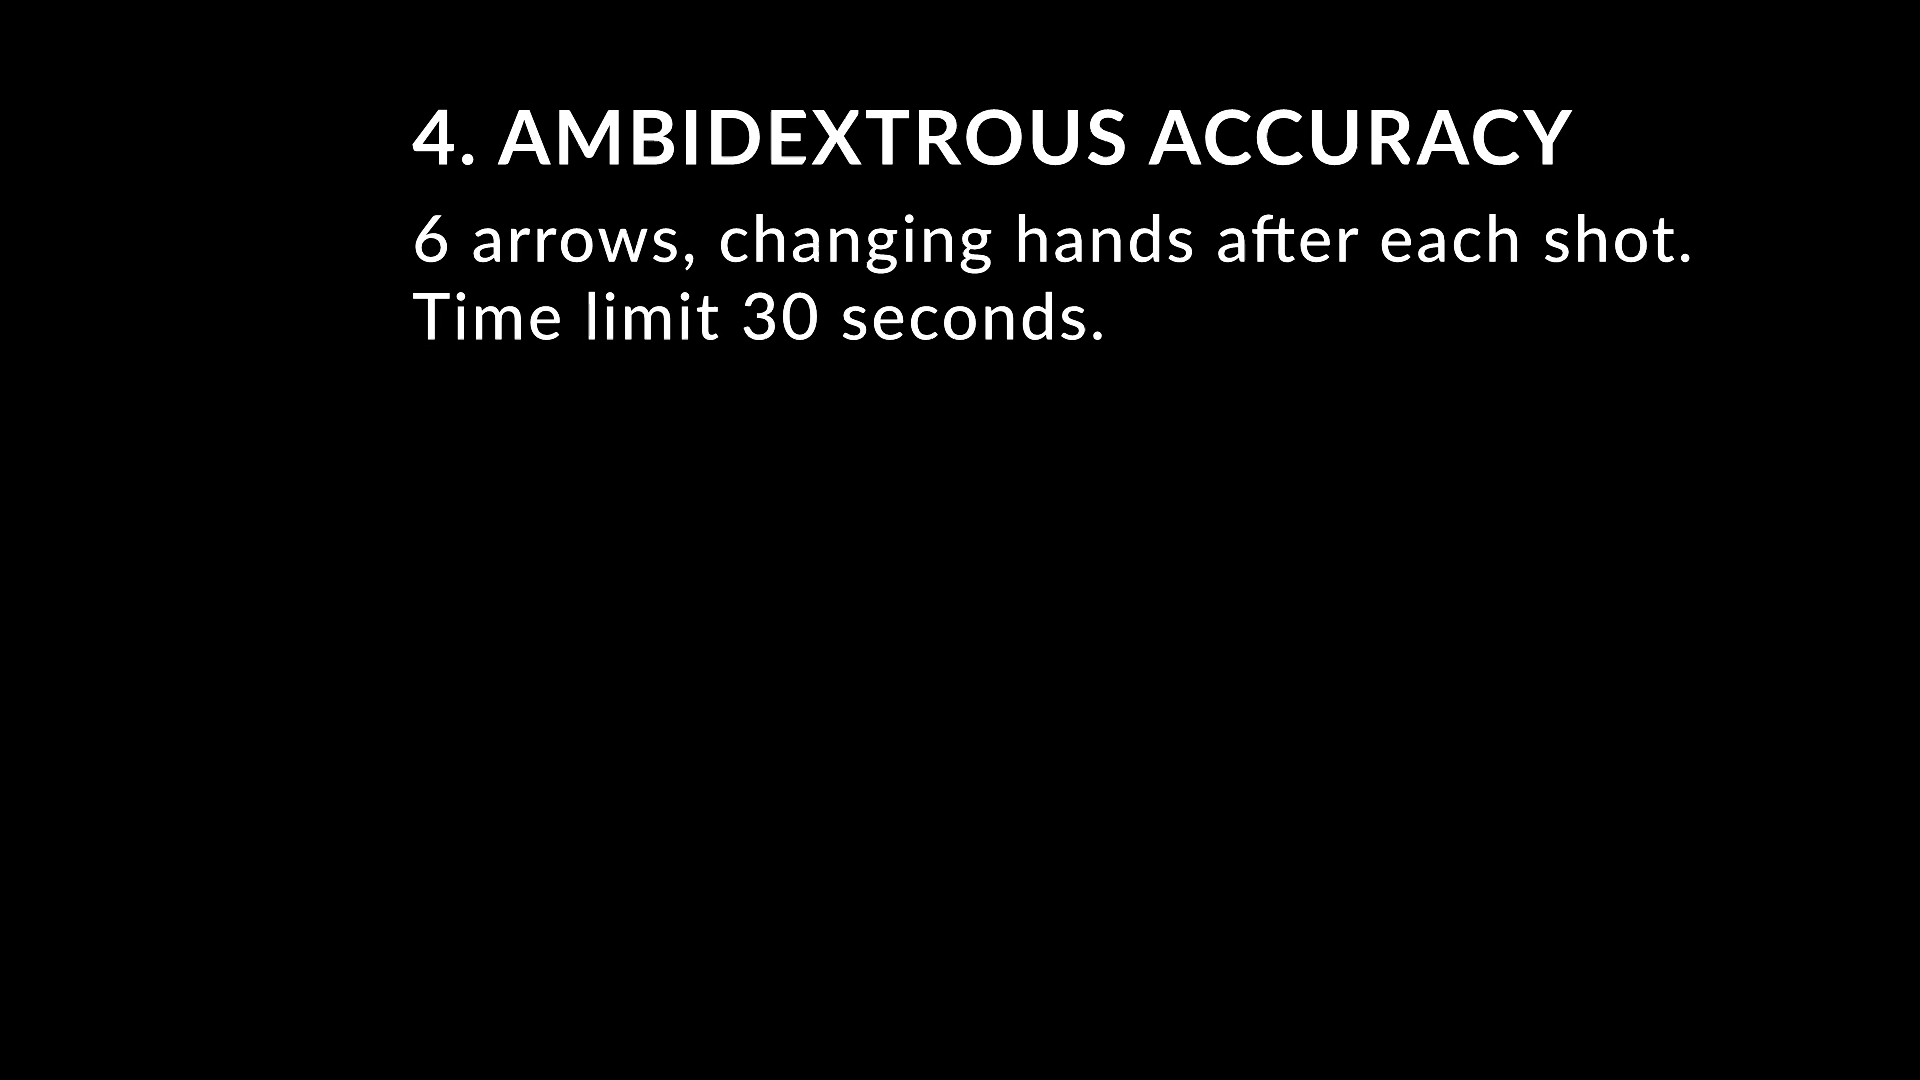 4. AMBIDEXTROUS ACCURACY
6 arrows, changing hands after each shot.
Time limit 30 seconds.